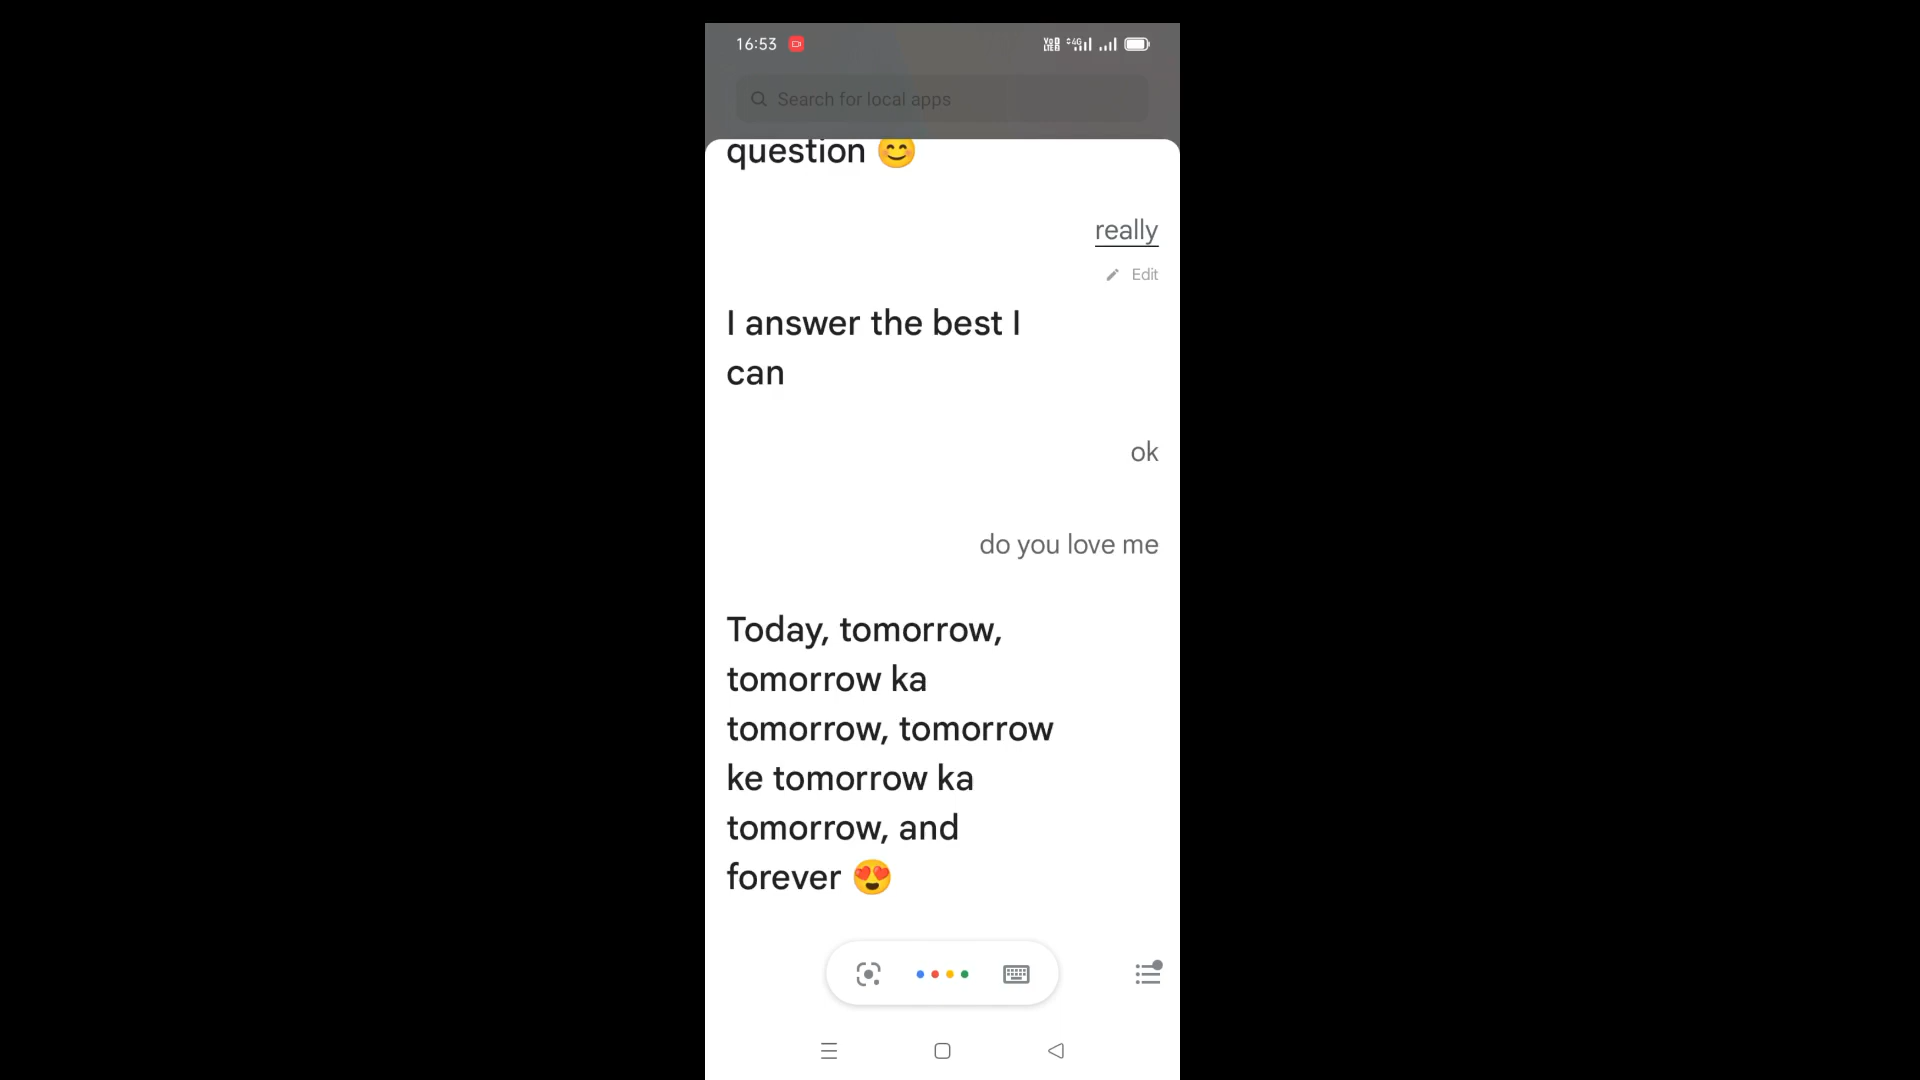 16:53
4G
Search for local apps
question 😊
really
Edit
I answer the best I
can
ok
do you love me
Today, tomorrow,
tomorrow ka
tomorrow, tomorrow
ke tomorrow ka
tomorrow, and
forever 😍